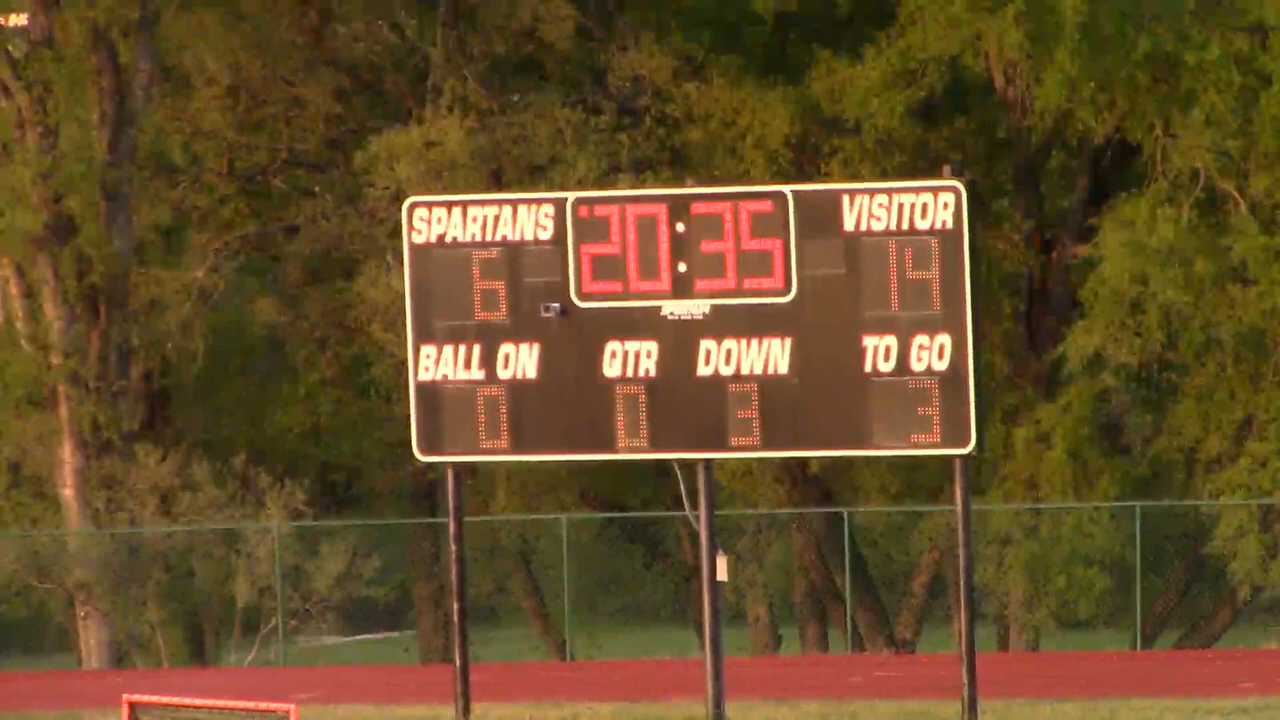 SPARTANS 20:35 VISITOR
6 14
BALL ON QTR DOWN TO GO
0 0 3 3